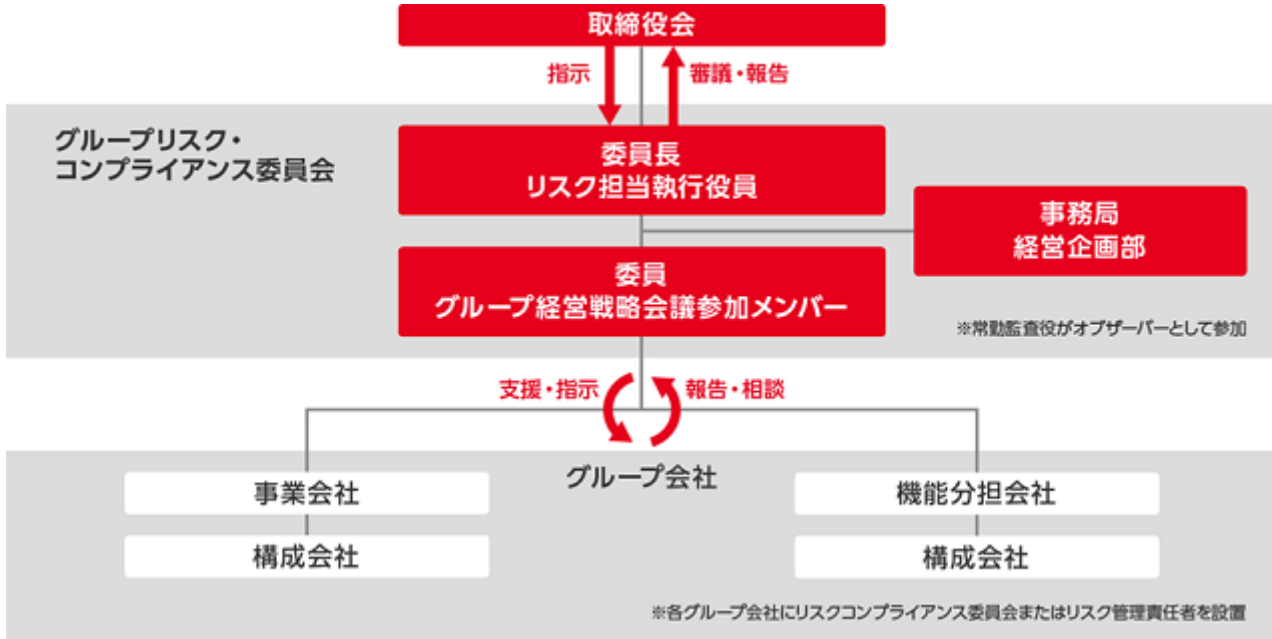 取締役会
指示
審議・報告
グループリスク・
コンプライアンス委員会
委員長
リスク担当執行役員
事務局
経営企画部
委員
グループ経営戦略会議参加メンバー
※常勤監査役がオブザーバーとして参加
支援・指示
報告・相談
グループ会社
事業会社
機能分担会社
構成会社
構成会社
※各グループ会社にリスクコンプライアンス委員会またはリスク管理責任者を設置